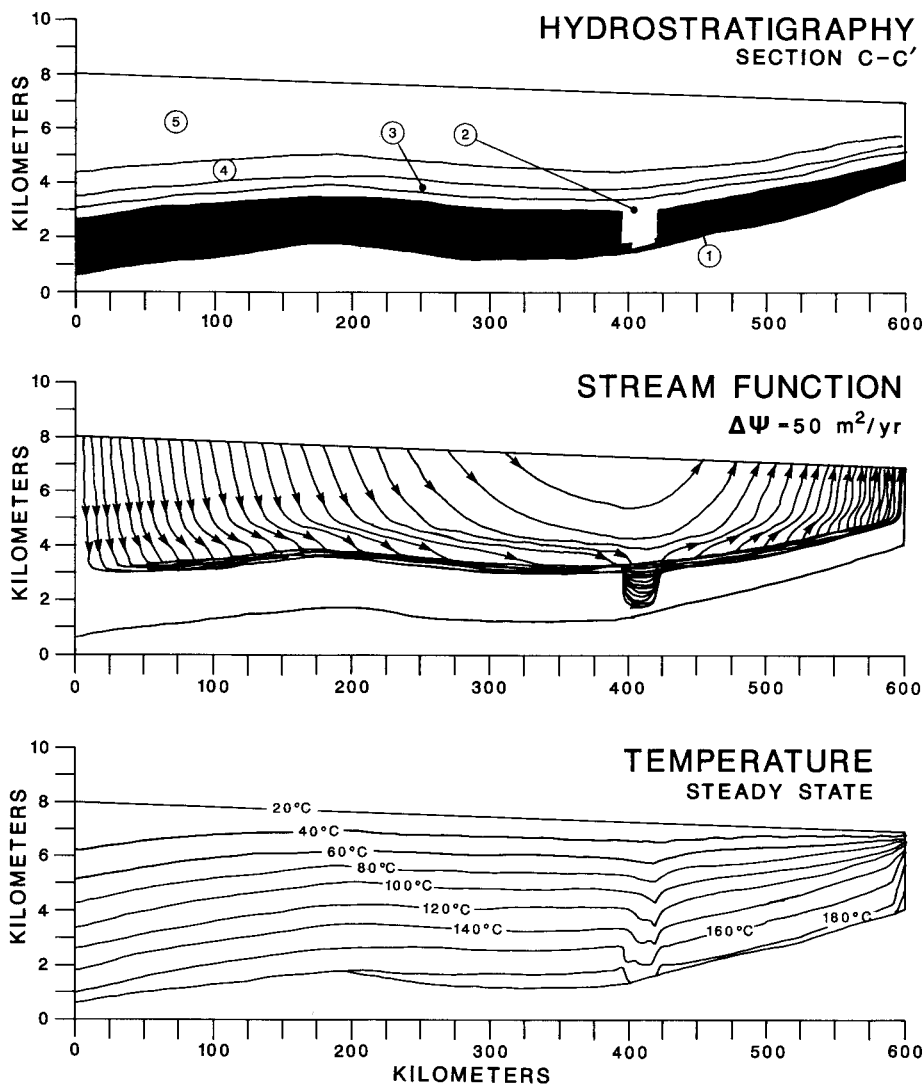 HYDROSTRATIGRAPHY
SECTION C-C′
KILOMETERS
10
8
6
4
2
0
5
4
3
2
1
0 100 200 300 400 500 600
STREAM FUNCTION
ΔΨ = 50 m²/yr
KILOMETERS
10
8
6
4
2
0
0 100 200 300 400 500 600
TEMPERATURE
STEADY STATE
KILOMETERS
10
8
6
4
2
0
20°C
40°C
60°C
80°C
100°C
120°C
140°C
160°C
180°C
0 100 200 300 400 500 600
KILOMETERS